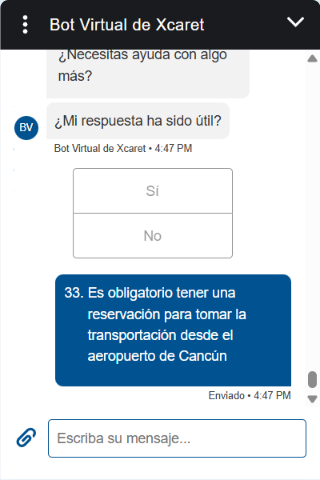 Bot Virtual de Xcaret
¿Necesitas ayuda con algo
más?
BV
¿Mi respuesta ha sido útil?
Bot Virtual de Xcaret • 4:47 PM
Sí
No
33. Es obligatorio tener una
reservación para tomar la
transportación desde el
aeropuerto de Cancún
Enviado • 4:47 PM
Escriba su mensaje...